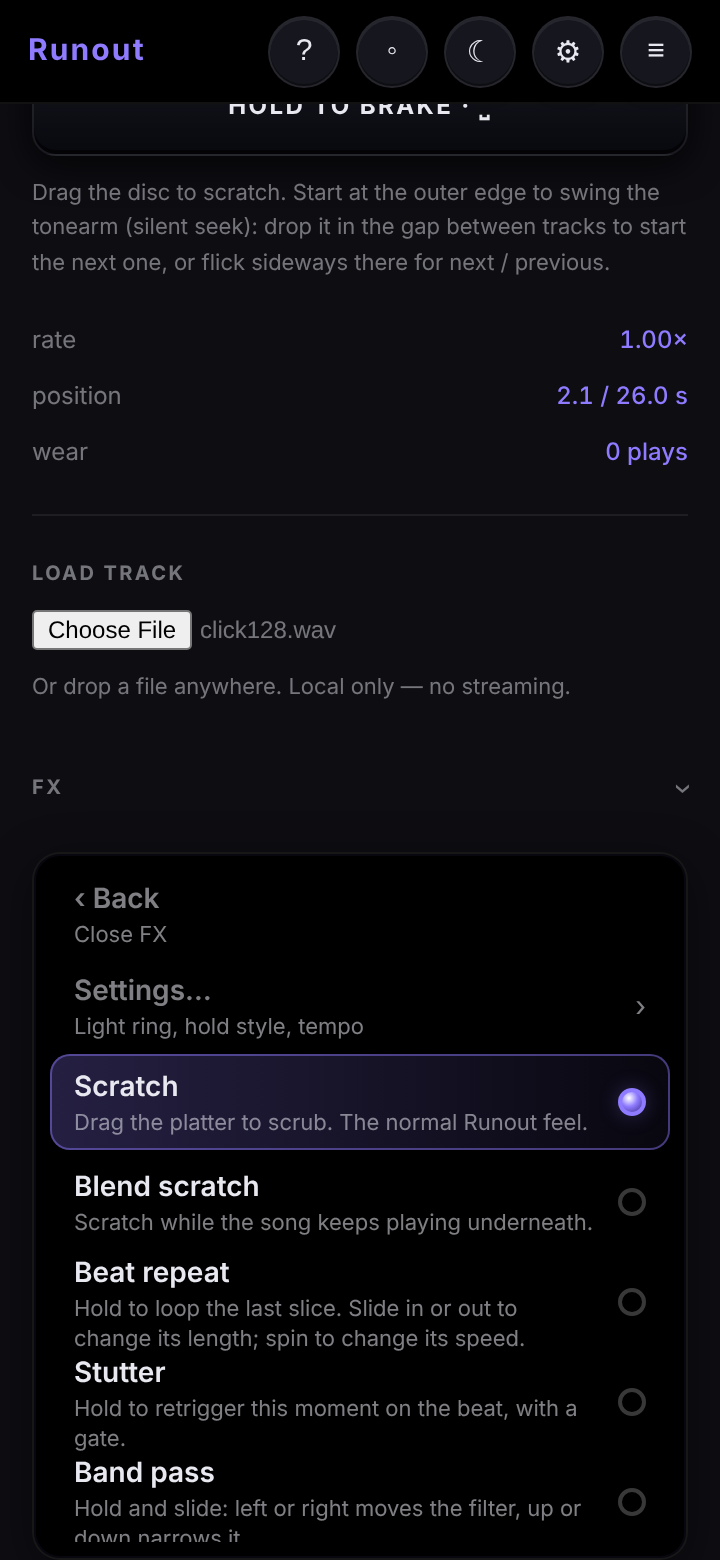 Runout
?
☾
⚙
≡
HOLD TO BRAKE · ␣
Drag the disc to scratch. Start at the outer edge to swing the
tonearm (silent seek): drop it in the gap between tracks to start
the next one, or flick sideways there for next / previous.
rate 1.00×
position 2.1 / 26.0 s
wear 0 plays
LOAD TRACK
Choose File click128.wav
Or drop a file anywhere. Local only — no streaming.
FX
‹ Back
Close FX
Settings…
Light ring, hold style, tempo
Scratch
Drag the platter to scrub. The normal Runout feel.
Blend scratch
Scratch while the song keeps playing underneath.
Beat repeat
Hold to loop the last slice. Slide in or out to
change its length; spin to change its speed.
Stutter
Hold to retrigger this moment on the beat, with a
gate.
Band pass
Hold and slide: left or right moves the filter, up or
down narrows it